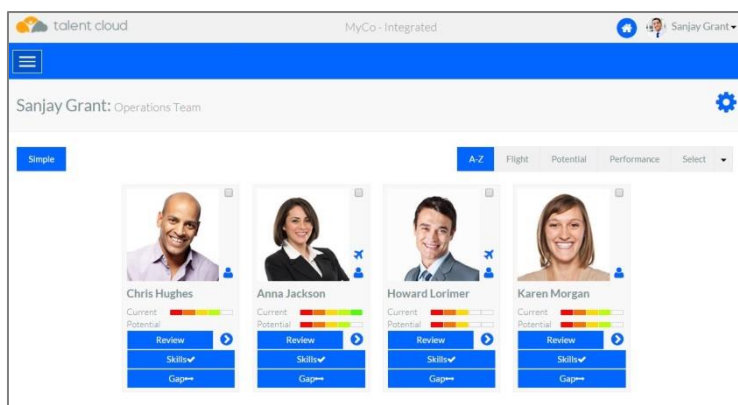 talent cloud MyCo - Integrated Sanjay Grant
Sanjay Grant: Operations Team
Simple A-Z Flight Potential Performance Select
Chris Hughes Anna Jackson Howard Lorimer Karen Morgan
Current Current Current Current
Potential Potential Potential Potential
Review Review Review Review
Skills Skills Skills Skills
Gap Gap Gap Gap